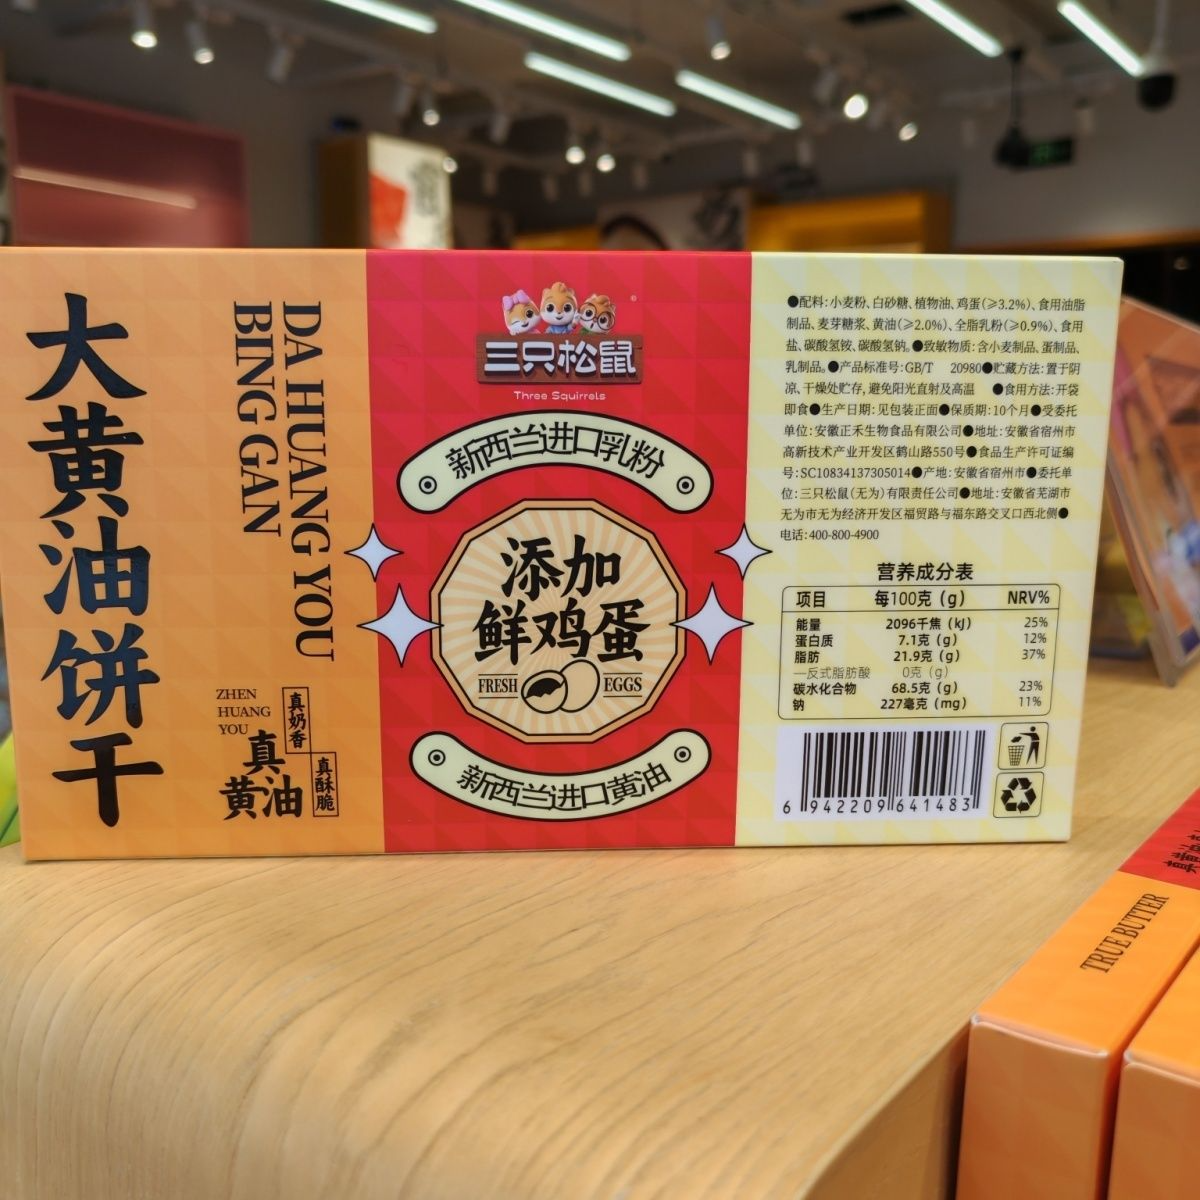 大黄油饼干
DA HUANG YOU
BING GAN
ZHEN
HUANG
YOU
真
黄油
真奶香
真酥脆
三只松鼠
Three Squirrels
新西兰进口乳粉
添加
鲜鸡蛋
FRESH
EGGS
新西兰进口黄油
●配料:小麦粉、白砂糖、植物油、鸡蛋(≥3.2%)、食用油脂
制品、麦芽糖浆、黄油(≥2.0%)、全脂乳粉(≥0.9%)、食用
盐、碳酸氢铵、碳酸氢钠。●致敏物质:含小麦制品、蛋制品、
乳制品。●产品标准号:GB/T 20980●贮藏方法:置于阴
凉、干燥处贮存,避免阳光直射及高温 ●食用方法:开袋
即食●生产日期:见包装正面●保质期:10个月●受委托
单位:安徽正禾生物食品有限公司●地址:安徽省宿州市
高新技术产业开发区鹤山路550号●食品生产许可证编
号:SC10834137305014●产地:安徽省宿州市●委托单
位:三只松鼠(无为)有限责任公司●地址:安徽省芜湖市
无为市无为经济开发区福贸路与福东路交叉口西北侧●
电话:400-800-4900
营养成分表
项目 每100克(g) NRV%
能量 2096千焦(kJ) 25%
蛋白质 7.1克(g) 12%
脂肪 21.9克(g) 37%
—反式脂肪酸 0克(g)
碳水化合物 68.5克(g) 23%
钠 227毫克(mg) 11%
6 942209 641483
TRUE BUTTER